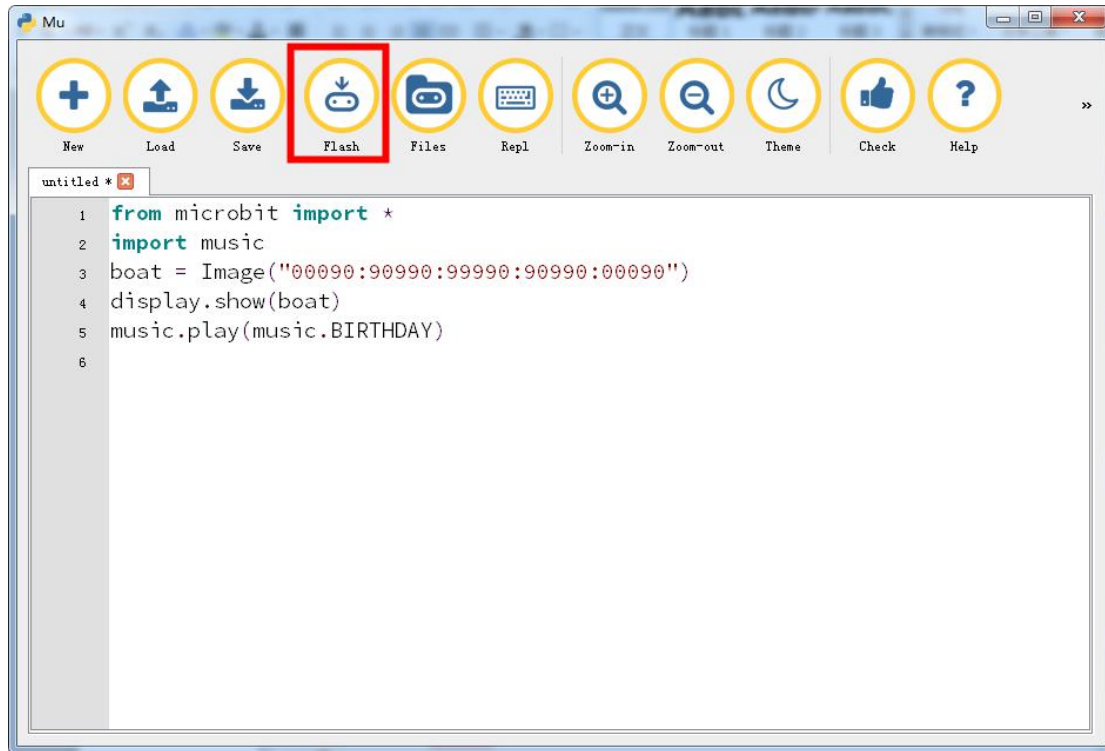 Mu
New Load Save Flash Files Repl Zoom-in Zoom-out Theme Check Help
»
untitled *
1 from microbit import *
2 import music
3 boat = Image("00090:90990:99990:90990:00090")
4 display.show(boat)
5 music.play(music.BIRTHDAY)
6